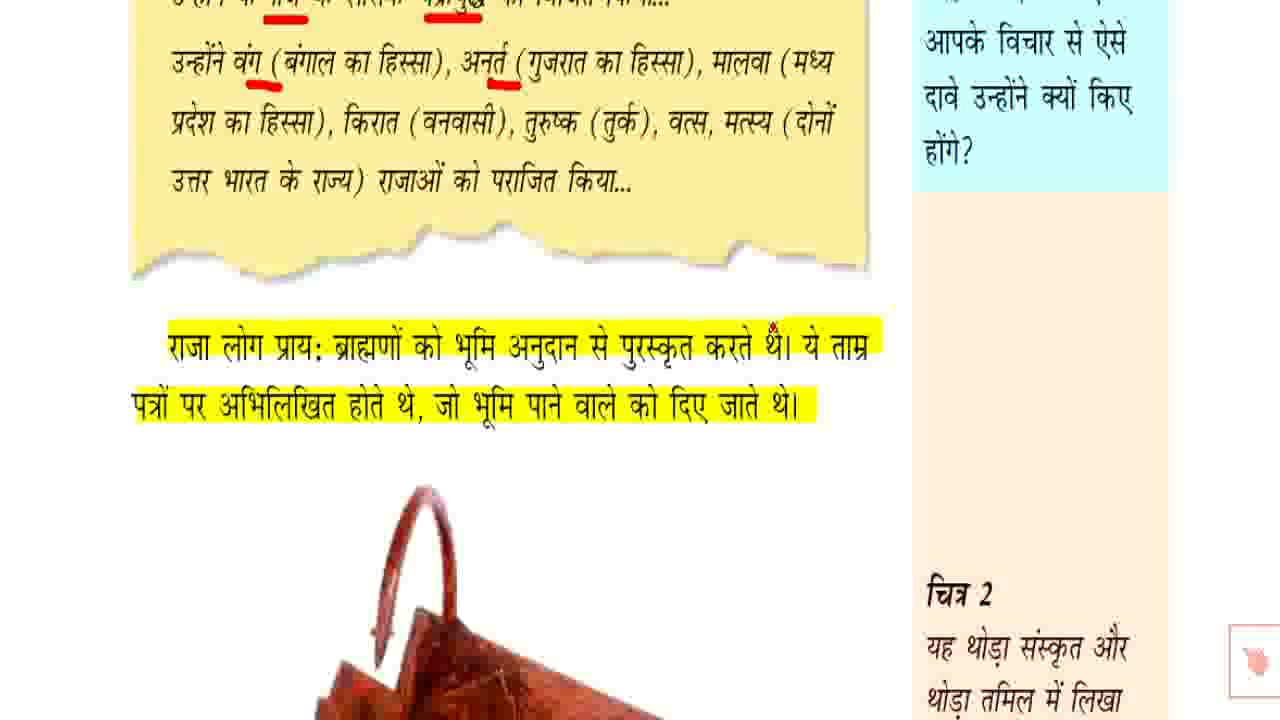 उन्होंने वंग (बंगाल का हिस्सा), अनर्त (गुजरात का हिस्सा), मालवा (मध्य
प्रदेश का हिस्सा), किरात (वनवासी), तुरुष्क (तुर्क), वत्स, मत्स्य (दोनों
उत्तर भारत के राज्य) राजाओं को पराजित किया...
राजा लोग प्राय: ब्राह्मणों को भूमि अनुदान से पुरस्कृत करते थे। ये ताम्र
पत्रों पर अभिलिखित होते थे, जो भूमि पाने वाले को दिए जाते थे।
आपके विचार से ऐसे
दावे उन्होंने क्यों किए
होंगे?
चित्र 2
यह थोड़ा संस्कृत और
थोड़ा तमिल में लिखा